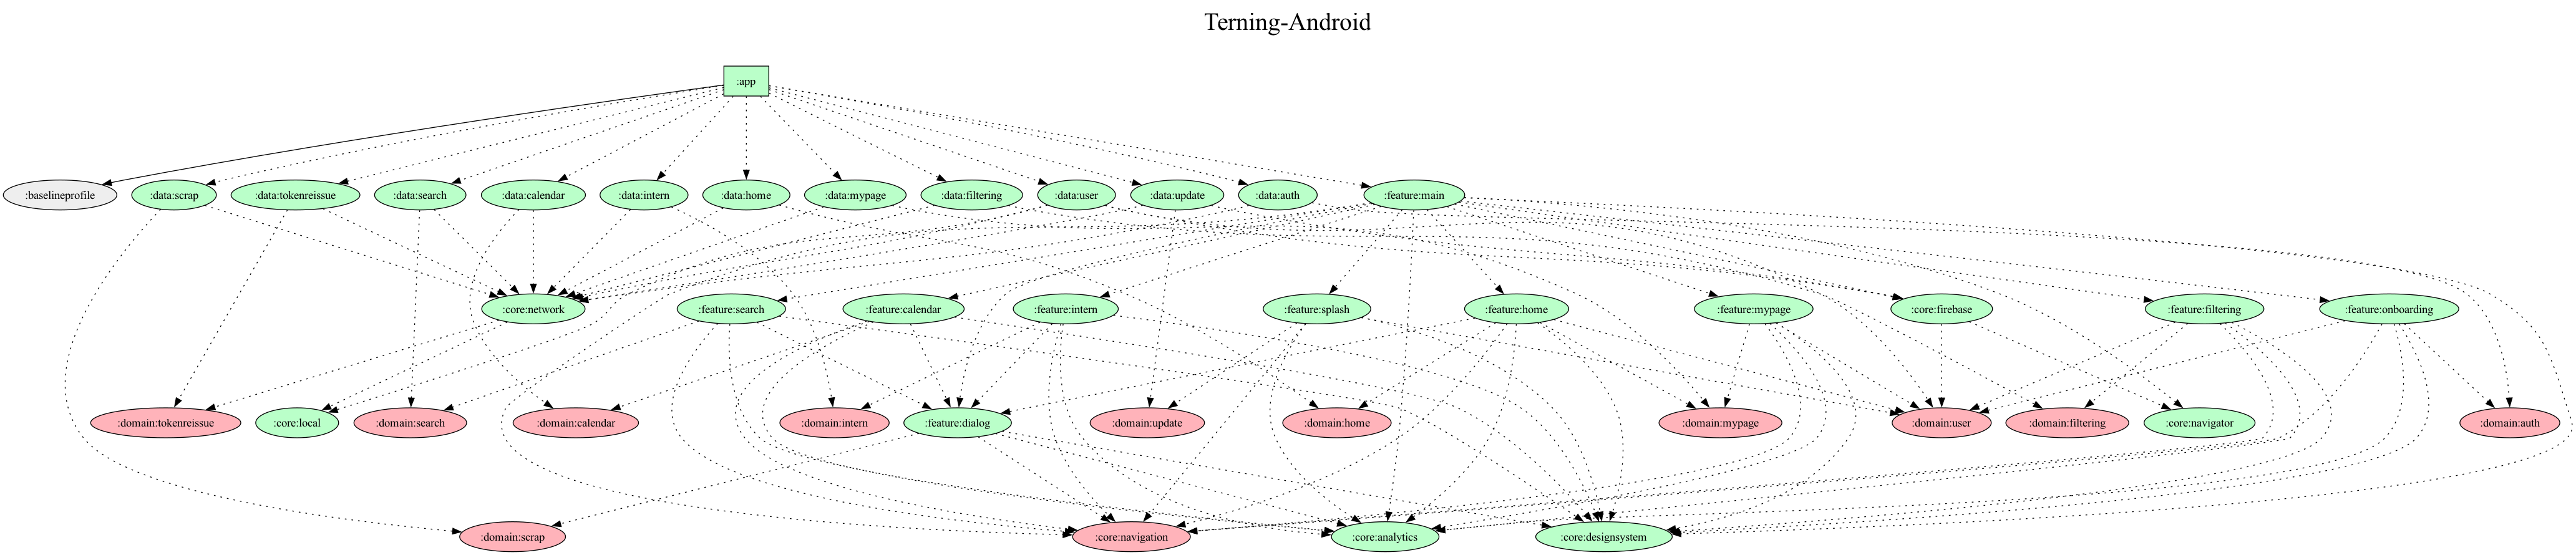 Terning-Android
:app
:baselineprofile
:data:scrap
:data:tokenreissue
:data:search
:data:calendar
:data:intern
:data:home
:data:mypage
:data:filtering
:data:user
:data:update
:data:auth
:feature:main
:core:network
:feature:search
:feature:calendar
:feature:intern
:feature:splash
:feature:home
:feature:mypage
:core:firebase
:feature:filtering
:feature:onboarding
:domain:tokenreissue
:core:local
:domain:search
:domain:calendar
:domain:intern
:feature:dialog
:domain:update
:domain:home
:domain:mypage
:domain:user
:domain:filtering
:core:navigator
:domain:auth
:domain:scrap
:core:navigation
:core:analytics
:core:designsystem